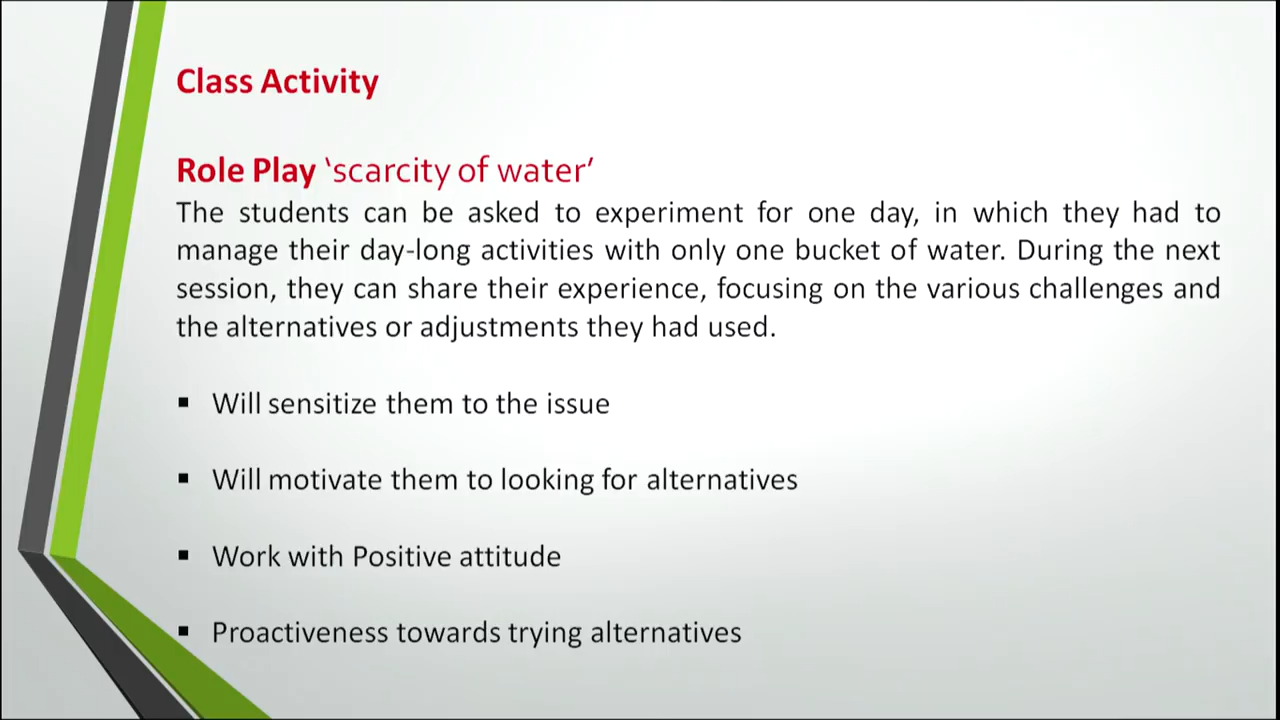 Class Activity
Role Play ‘scarcity of water’
The students can be asked to experiment for one day, in which they had to
manage their day-long activities with only one bucket of water. During the next
session, they can share their experience, focusing on the various challenges and
the alternatives or adjustments they had used.
▪ Will sensitize them to the issue
▪ Will motivate them to looking for alternatives
▪ Work with Positive attitude
▪ Proactiveness towards trying alternatives